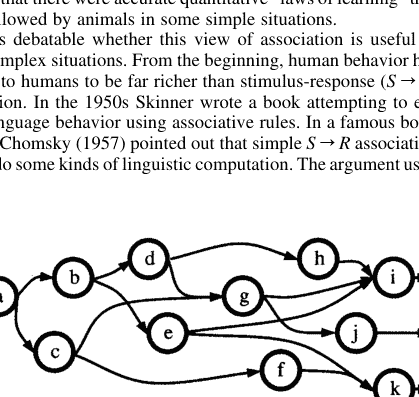 that there were accurate quantitative "laws of learning"
llowed by animals in some simple situations.
s debatable whether this view of association is useful
mplex situations. From the beginning, human behavior h
to humans to be far richer than stimulus-response (S →
ion. In the 1950s Skinner wrote a book attempting to e
nguage behavior using associative rules. In a famous bo
Chomsky (1957) pointed out that simple S → R associati
do some kinds of linguistic computation. The argument us
d
h
b
i
a
g
e
j
c
f
k